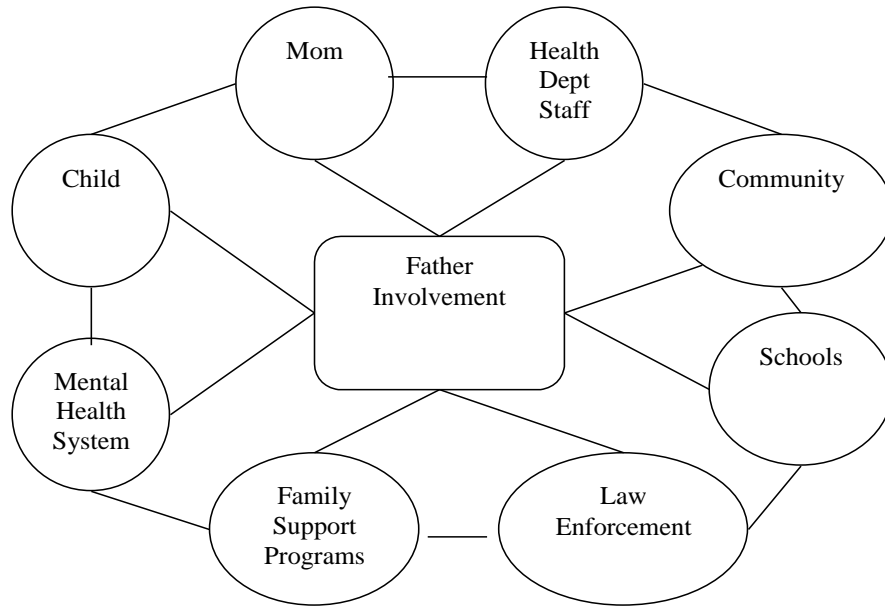 Mom
Health
Dept
Staff
Child
Community
Father
Involvement
Schools
Mental
Health
System
Family
Support
Programs
Law
Enforcement